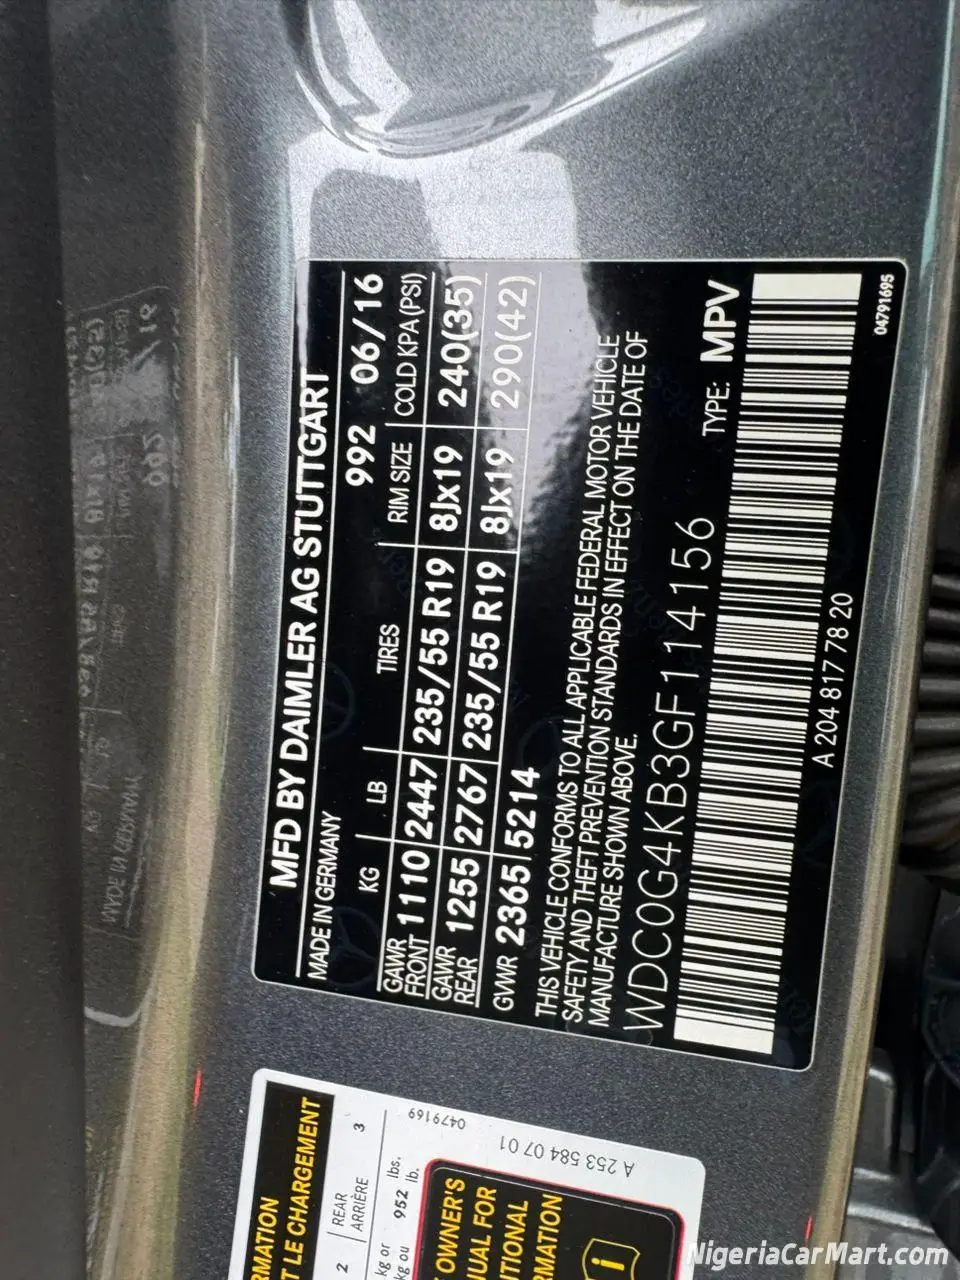 MFD BY DAIMLER AG STUTTGART
MADE IN GERMANY 992 06/16
KG LB TIRES RIM SIZE COLD KPA (PSI)
GAWR FRONT 1110 2447 235/55 R19 8Jx19 240(35)
GAWR REAR 1255 2767 235/55 R19 8Jx19 290(42)
GVWR 2365 5214
THIS VEHICLE CONFORMS TO ALL APPLICABLE FEDERAL MOTOR VEHICLE
SAFETY AND THEFT PREVENTION STANDARDS IN EFFECT ON THE DATE OF
MANUFACTURE SHOWN ABOVE.
WDC0G4KB3GF114156 TYPE: MPV
A 204 817 78 20
04791695
ORMATION
T LE CHARGEMENT
2 REAR 3
ARRIÈRE
kg or 952 lbs.
kg ou lb.
OWNER'S
NUAL FOR
TIONAL
MATION
i
0479169
A 253 584 07 01
NigeriaCarMart.com